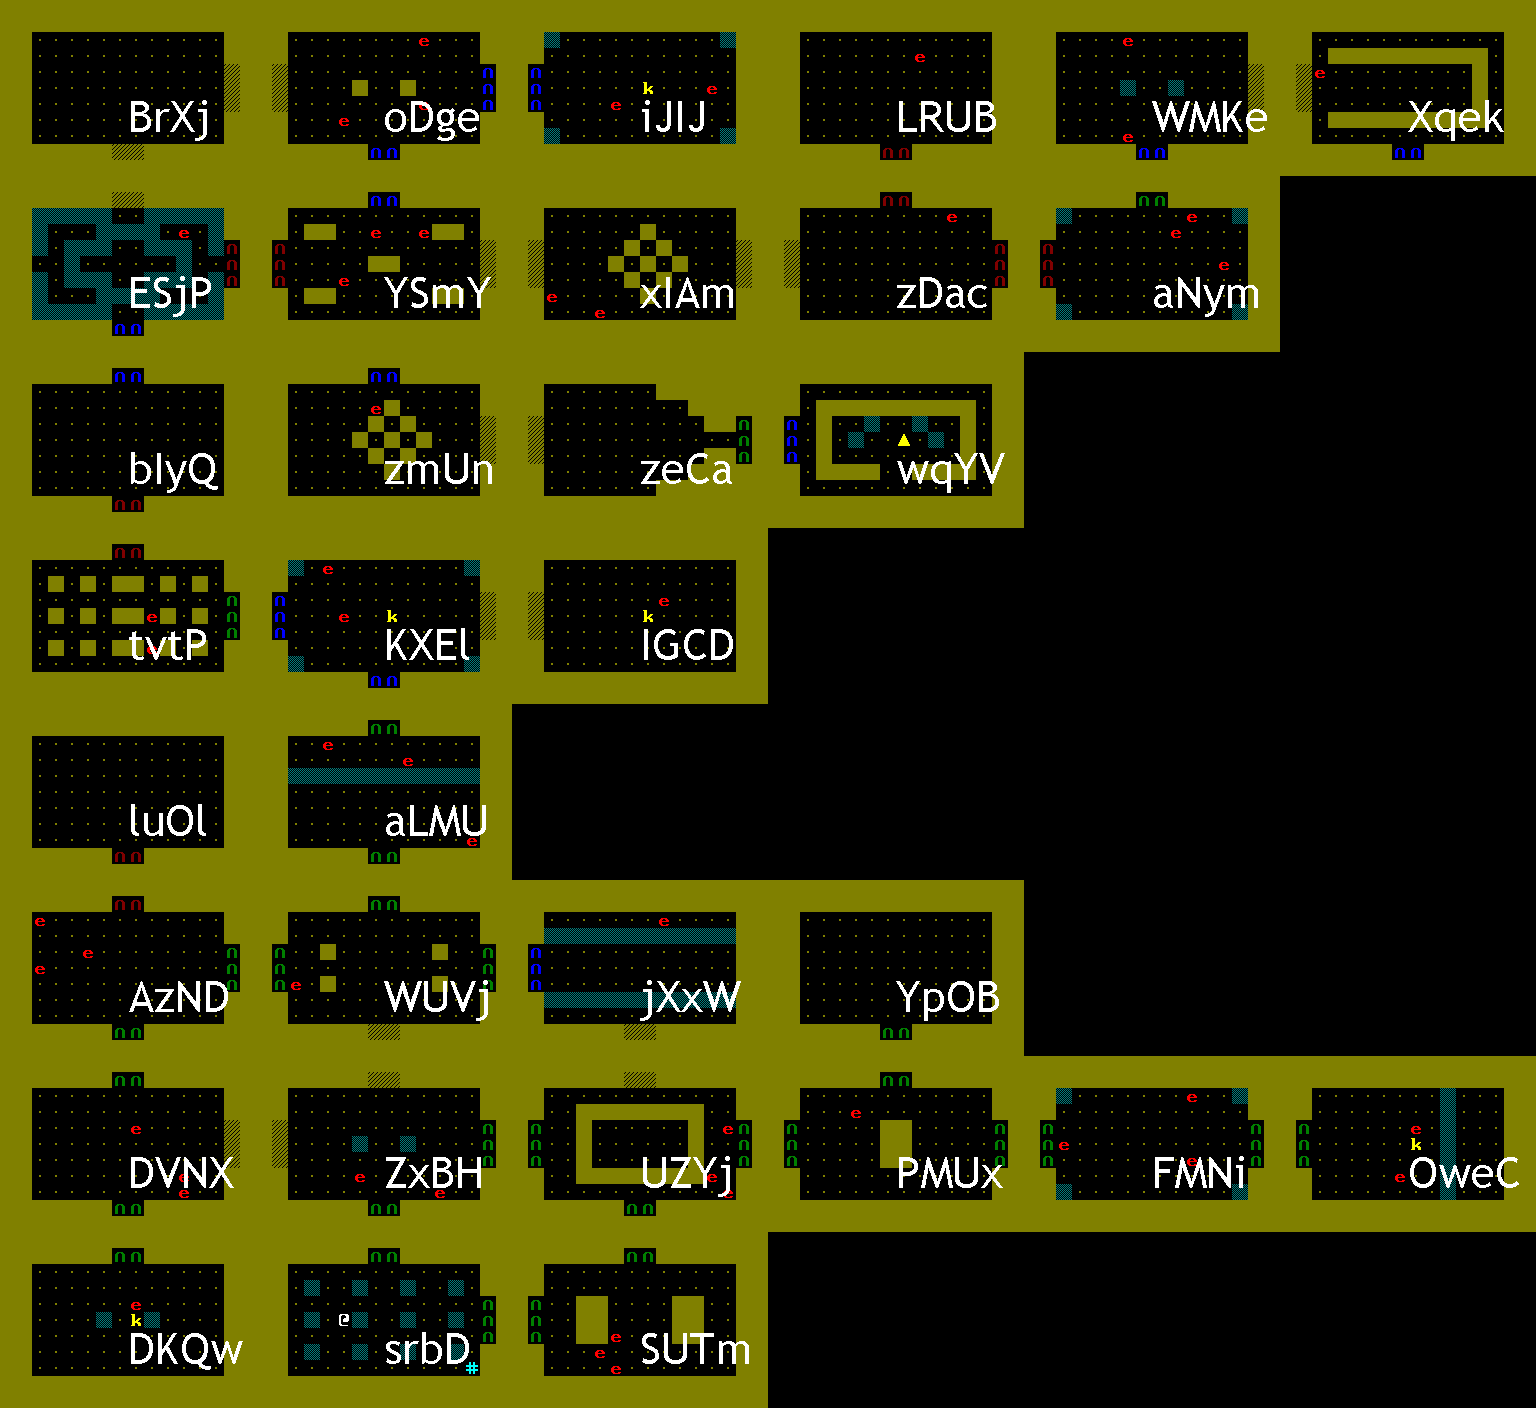 BrXj oDge iJIJ LRUB WMKe Xqek
ESjP YSmY xIAm zDac aNym
bIyQ zmUn zeCa wqYV
tvtP KXEl IGCD
luOl aLMU
AzND WUVj jXxW YpOB
DVNX ZxBH UZYj PMUx FMNi OweC
DKQw srbD SUTm